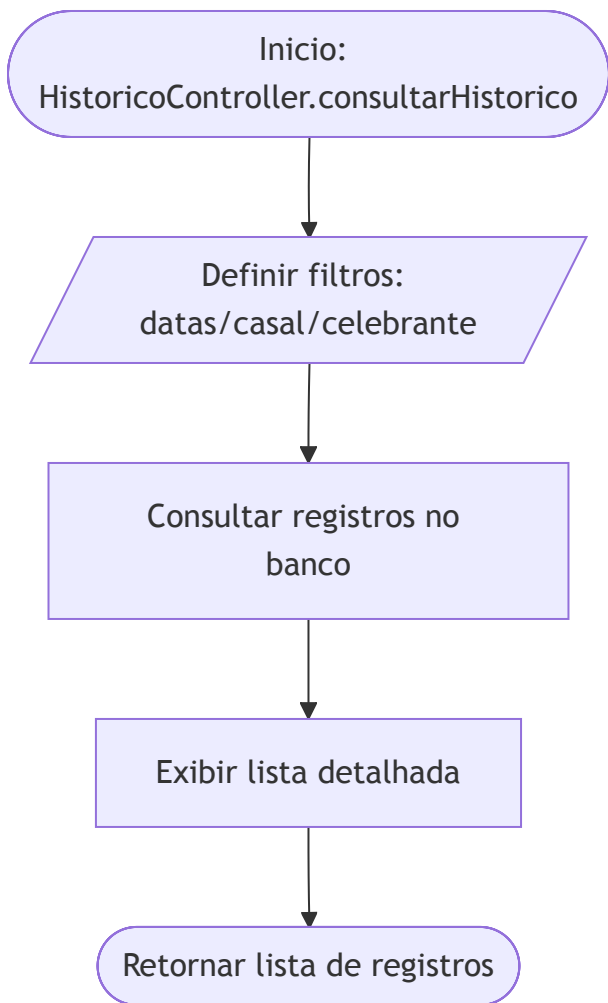 Inicio:
HistoricoController.consultarHistorico
Definir filtros:
datas/casal/celebrante
Consultar registros no
banco
Exibir lista detalhada
Retornar lista de registros